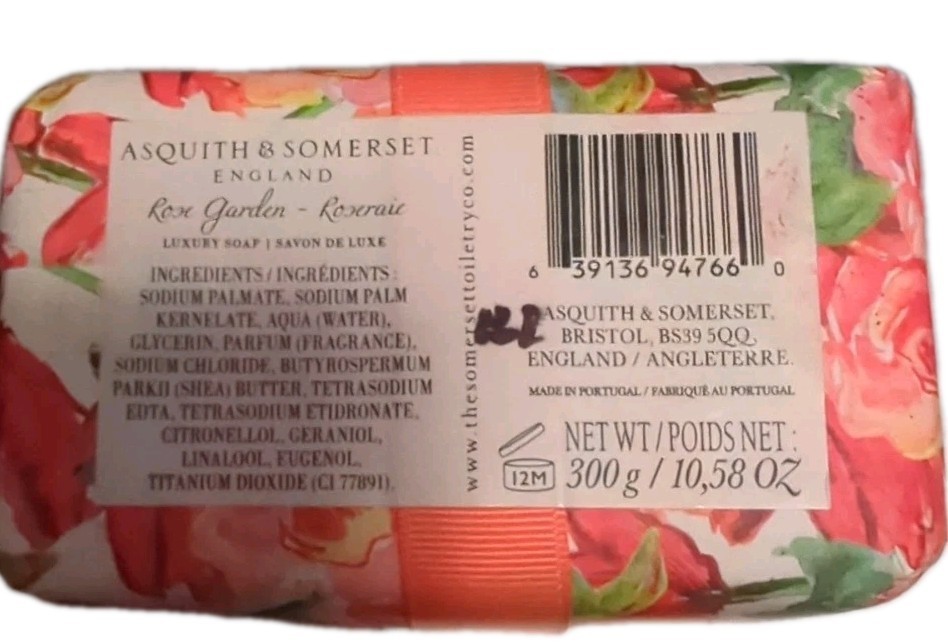 ASQUITH & SOMERSET
ENGLAND
Rose Garden - Roseraie
LUXURY SOAP | SAVON DE LUXE
INGREDIENTS / INGRÉDIENTS :
SODIUM PALMATE, SODIUM PALM
KERNELATE, AQUA (WATER),
GLYCERIN, PARFUM (FRAGRANCE),
SODIUM CHLORIDE, BUTYROSPERMUM
PARKII (SHEA) BUTTER, TETRASODIUM
EDTA, TETRASODIUM ETIDRONATE,
CITRONELLOL, GERANIOL,
LINALOOL, EUGENOL,
TITANIUM DIOXIDE (CI 77891).
www.thesomersettoiletryco.com
6 39136 94766 0
ASQUITH & SOMERSET,
BRISTOL, BS39 5QQ,
ENGLAND / ANGLETERRE.
MADE IN PORTUGAL / FABRIQUÉ AU PORTUGAL
12M
NET WT / POIDS NET :
300 g / 10,58 OZ